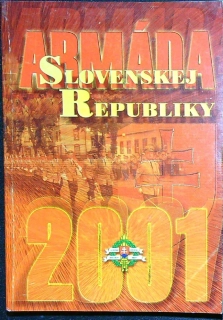 ARMÁDA
SLOVENSKEJ
REPUBLIKY
2001